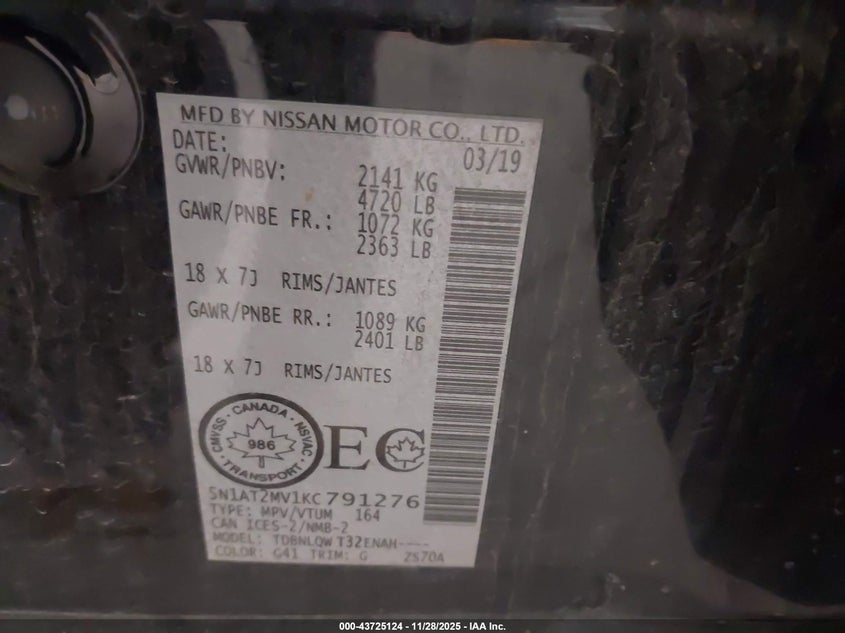 MFD BY NISSAN MOTOR CO., LTD.
DATE: 03/19
GVWR/PNBV: 2141 KG
4720 LB
GAWR/PNBE FR.: 1072 KG
2363 LB
18 X 7J RIMS/JANTES
GAWR/PNBE RR.: 1089 KG
2401 LB
18 X 7J RIMS/JANTES
CANADA · NSVAC · TRANSPORT · CMVSS ·
986
EC
5N1AT2MV1KC791276
TYPE: MPV/VTUM 164
CAN ICES-2/NMB-2
MODEL: TDBNLQW T32ENAH----
COLOR: G41 TRIM: G 2S70A
000-43725124 - 11/28/2025 - IAA Inc.